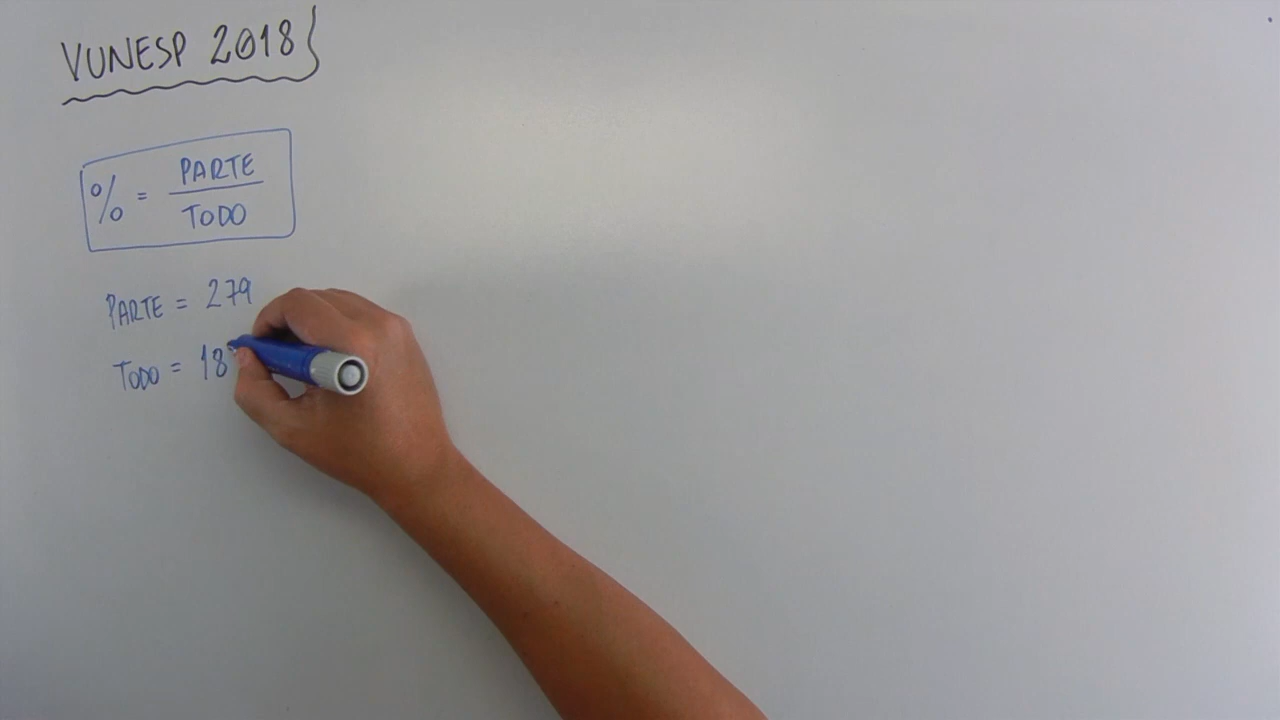 VUNESP 2018
% = PARTE
TODO
PARTE = 279
TODO = 18